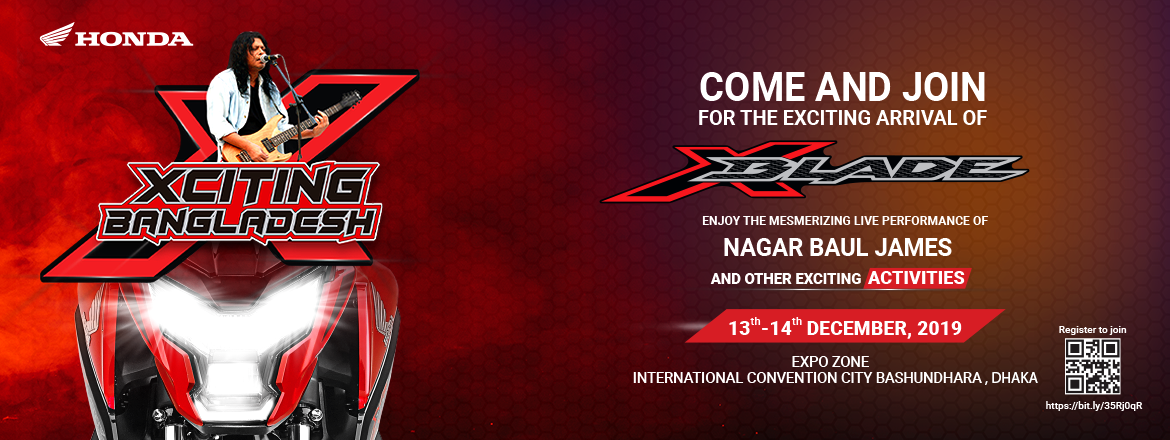 HONDA
XCITING
BANGLADESH
COME AND JOIN
FOR THE EXCITING ARRIVAL OF
XBLADE
ENJOY THE MESMERIZING LIVE PERFORMANCE OF
NAGAR BAUL JAMES
AND OTHER EXCITING ACTIVITIES
13th-14th DECEMBER, 2019
EXPO ZONE
INTERNATIONAL CONVENTION CITY BASHUNDHARA , DHAKA
Register to join
https://bit.ly/35Rj0qR